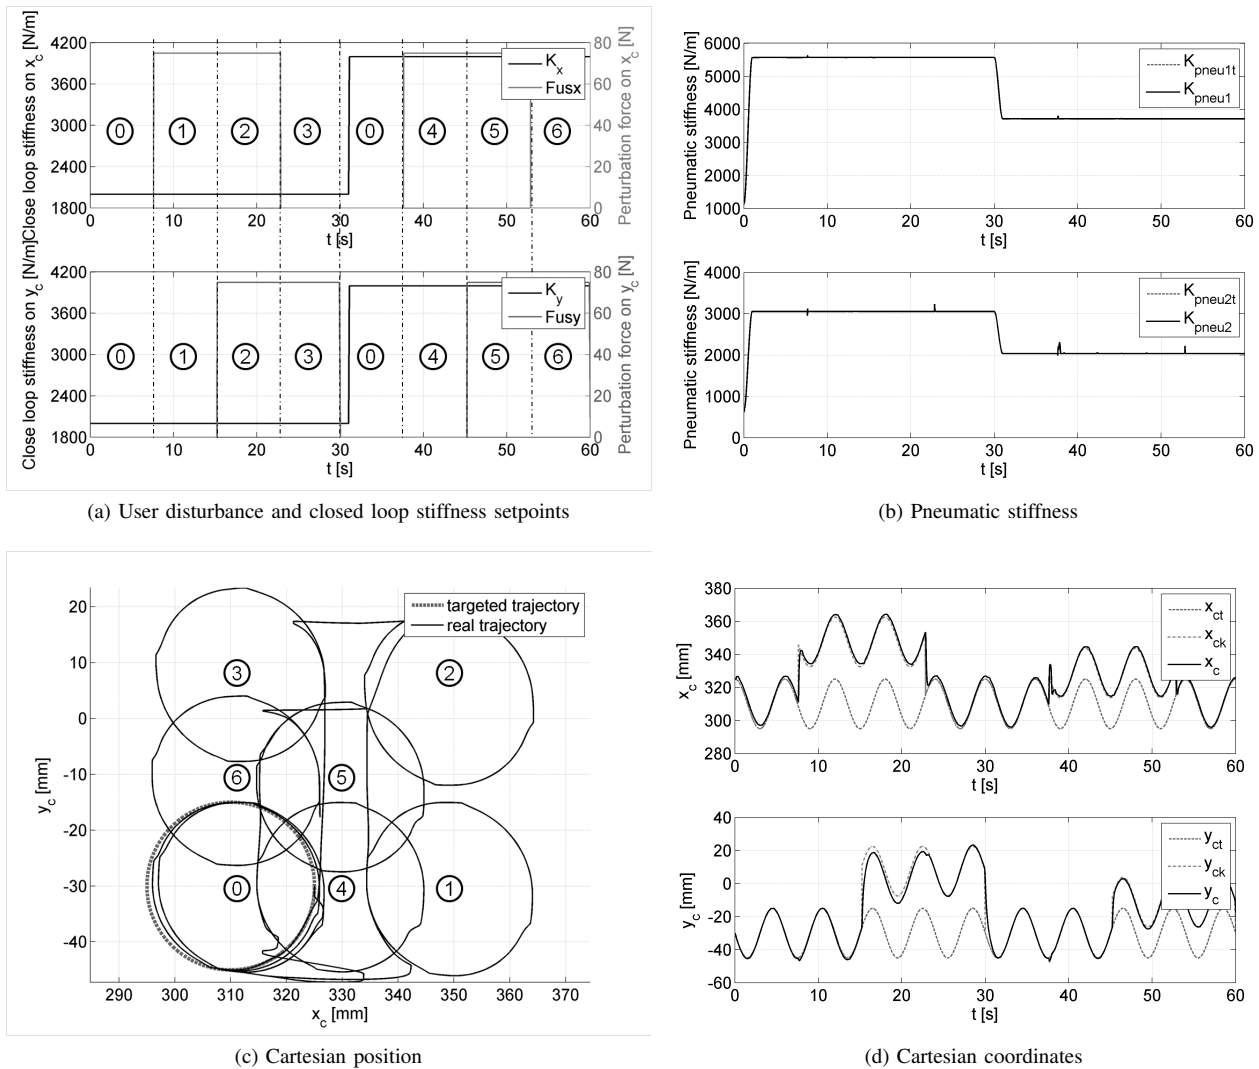 Close loop stiffness on x_c [N/m]
4200
3600
3000
2400
1800
80
60
40
20
0
Perturbation force on x_c [N]
K_x
Fusx
0 1 2 3 0 4 5 6
0 10 20 30 40 50 60
t [s]
Close loop stiffness on y_c [N/m]
4200
3600
3000
2400
1800
80
60
40
20
0
Perturbation force on y_c [N]
K_y
Fusy
0 1 2 3 0 4 5 6
0 10 20 30 40 50 60
t [s]
(a) User disturbance and closed loop stiffness setpoints
Pneumatic stiffness [N/m]
6000
5000
4000
3000
2000
1000
K_pneu1t
K_pneu1
0 10 20 30 40 50 60
t [s]
Pneumatic stiffness [N/m]
4000
3000
2000
1000
0
K_pneu2t
K_pneu2
0 10 20 30 40 50 60
t [s]
(b) Pneumatic stiffness
y_c [mm]
20
10
0
-10
-20
-30
-40
targeted trajectory
real trajectory
3 2
6 5
0 4 1
290 300 310 320 330 340 350 360 370
x_c [mm]
(c) Cartesian position
x_c [mm]
380
360
340
320
300
280
x_ct
x_ck
x_c
0 10 20 30 40 50 60
t [s]
y_c [mm]
40
20
0
-20
-40
-60
y_ct
y_ck
y_c
0 10 20 30 40 50 60
t [s]
(d) Cartesian coordinates